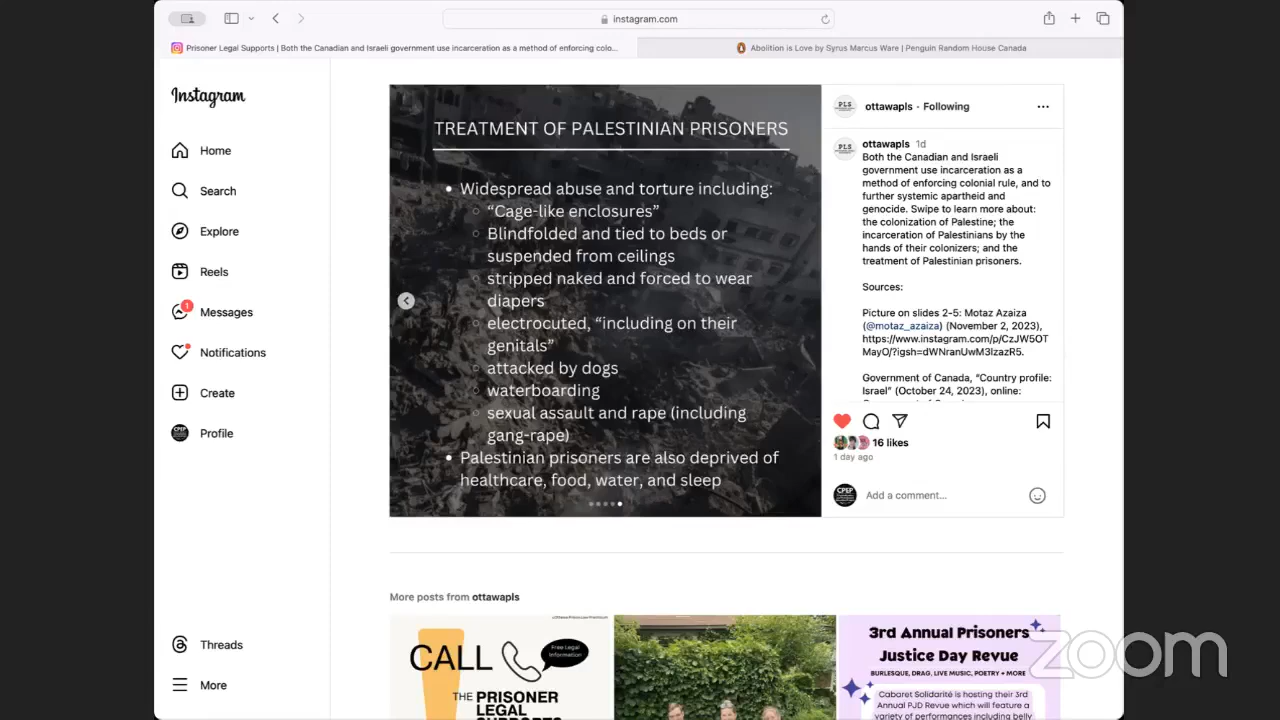 instagram.com
Prisoner Legal Supports | Both the Canadian and Israeli government use incarceration as a method of enforcing colo...
Abolition is Love by Syrus Marcus Ware | Penguin Random House Canada
Instagram
Home
Search
Explore
Reels
1
Messages
Notifications
Create
CPEP
Profile
Threads
More
TREATMENT OF PALESTINIAN PRISONERS
• Widespread abuse and torture including:
○ “Cage-like enclosures”
○ Blindfolded and tied to beds or
suspended from ceilings
○ stripped naked and forced to wear
diapers
○ electrocuted, “including on their
genitals”
○ attacked by dogs
○ waterboarding
○ sexual assault and rape (including
gang-rape)
• Palestinian prisoners are also deprived of
healthcare, food, water, and sleep
PLS
ottawapls · Following
PLS
ottawapls 1d
Both the Canadian and Israeli
government use incarceration as a
method of enforcing colonial rule, and to
further systemic apartheid and
genocide. Swipe to learn more about:
the colonization of Palestine; the
incarceration of Palestinians by the
hands of their colonizers; and the
treatment of Palestinian prisoners.
Sources:
Picture on slides 2-5: Motaz Azaiza
(@motaz_azaiza) (November 2, 2023),
https://www.instagram.com/p/CzJW5OT
MayO/?igsh=dWNranUwM3IzazR5.
Government of Canada, “Country profile:
Israel” (October 24, 2023), online:
16 likes
1 day ago
CPEP
Add a comment...
More posts from ottawapls
CALL
Free Legal
Information
THE PRISONER
LEGAL
SUPPORTS
3rd Annual Prisoners
Justice Day Revue
BURLESQUE, DRAG, LIVE MUSIC, POETRY + MORE
Cabaret Solidarité is hosting their 3rd
Annual PJD Revue which will feature a
variety of performances including belly
zoom